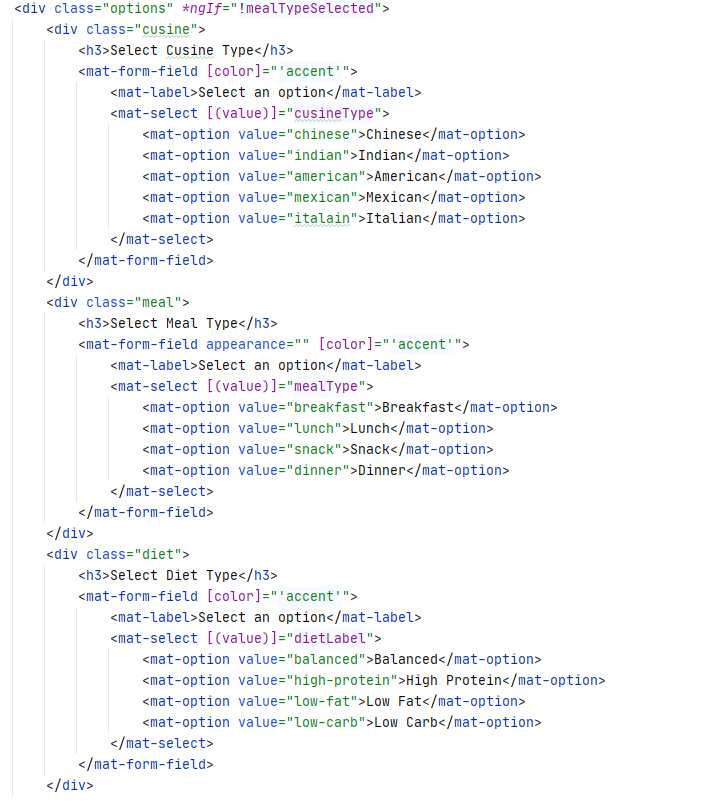 <div class="options" *ngIf="!mealTypeSelected">
<div class="cusine">
<h3>Select Cusine Type</h3>
<mat-form-field [color]="'accent'">
<mat-label>Select an option</mat-label>
<mat-select [(value)]="cusineType">
<mat-option value="chinese">Chinese</mat-option>
<mat-option value="indian">Indian</mat-option>
<mat-option value="american">American</mat-option>
<mat-option value="mexican">Mexican</mat-option>
<mat-option value="italain">Italian</mat-option>
</mat-select>
</mat-form-field>
</div>
<div class="meal">
<h3>Select Meal Type</h3>
<mat-form-field appearance="" [color]="'accent'">
<mat-label>Select an option</mat-label>
<mat-select [(value)]="mealType">
<mat-option value="breakfast">Breakfast</mat-option>
<mat-option value="lunch">Lunch</mat-option>
<mat-option value="snack">Snack</mat-option>
<mat-option value="dinner">Dinner</mat-option>
</mat-select>
</mat-form-field>
</div>
<div class="diet">
<h3>Select Diet Type</h3>
<mat-form-field [color]="'accent'">
<mat-label>Select an option</mat-label>
<mat-select [(value)]="dietLabel">
<mat-option value="balanced">Balanced</mat-option>
<mat-option value="high-protein">High Protein</mat-option>
<mat-option value="low-fat">Low Fat</mat-option>
<mat-option value="low-carb">Low Carb</mat-option>
</mat-select>
</mat-form-field>
</div>